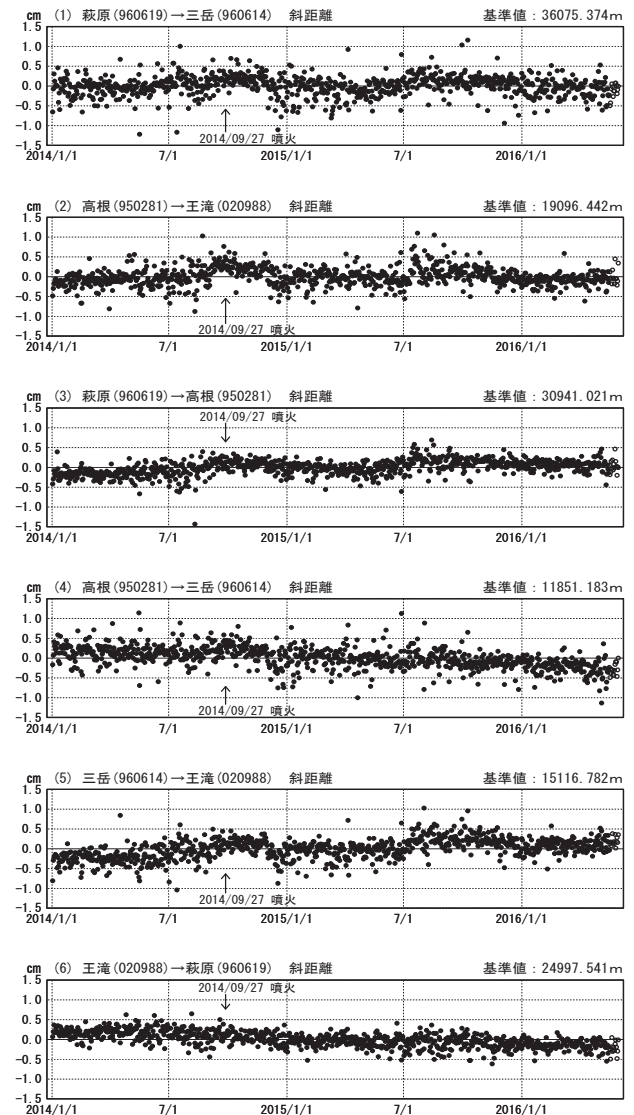 cm (1) 萩原(960619)→三岳(960614) 斜距離 基準値:36075.374m
1.5
1.0
0.5
0.0
-0.5
-1.0
-1.5
2014/09/27 噴火
2014/1/1 7/1 2015/1/1 7/1 2016/1/1
cm (2) 高根(950281)→王滝(020988) 斜距離 基準値:19096.442m
1.5
1.0
0.5
0.0
-0.5
-1.0
-1.5
2014/09/27 噴火
2014/1/1 7/1 2015/1/1 7/1 2016/1/1
cm (3) 萩原(960619)→高根(950281) 斜距離 基準値:30941.021m
1.5
2014/09/27 噴火
1.0
0.5
0.0
-0.5
-1.0
-1.5
2014/1/1 7/1 2015/1/1 7/1 2016/1/1
cm (4) 高根(950281)→三岳(960614) 斜距離 基準値:11851.183m
1.5
1.0
0.5
0.0
-0.5
-1.0
-1.5
2014/09/27 噴火
2014/1/1 7/1 2015/1/1 7/1 2016/1/1
cm (5) 三岳(960614)→王滝(020988) 斜距離 基準値:15116.782m
1.5
1.0
0.5
0.0
-0.5
-1.0
-1.5
2014/09/27 噴火
2014/1/1 7/1 2015/1/1 7/1 2016/1/1
cm (6) 王滝(020988)→萩原(960619) 斜距離 基準値:24997.541m
1.5
2014/09/27 噴火
1.0
0.5
0.0
-0.5
-1.0
-1.5
2014/1/1 7/1 2015/1/1 7/1 2016/1/1